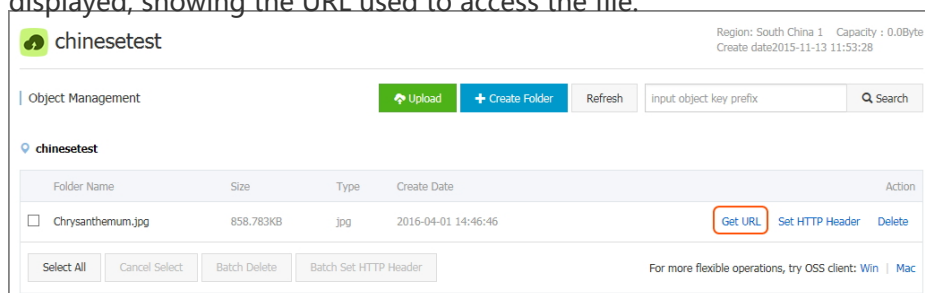 displayed, showing the URL used to access the file.
chinesetest
Region: South China 1 Capacity : 0.0Byte
Create date2015-11-13 11:53:28
Object Management Upload + Create Folder Refresh input object key prefix Search
chinesetest
Folder Name Size Type Create Date Action
Chrysanthemum.jpg 858.783KB jpg 2016-04-01 14:46:46 Get URL Set HTTP Header Delete
Select All Cancel Select Batch Delete Batch Set HTTP Header For more flexible operations, try OSS client: Win | Mac